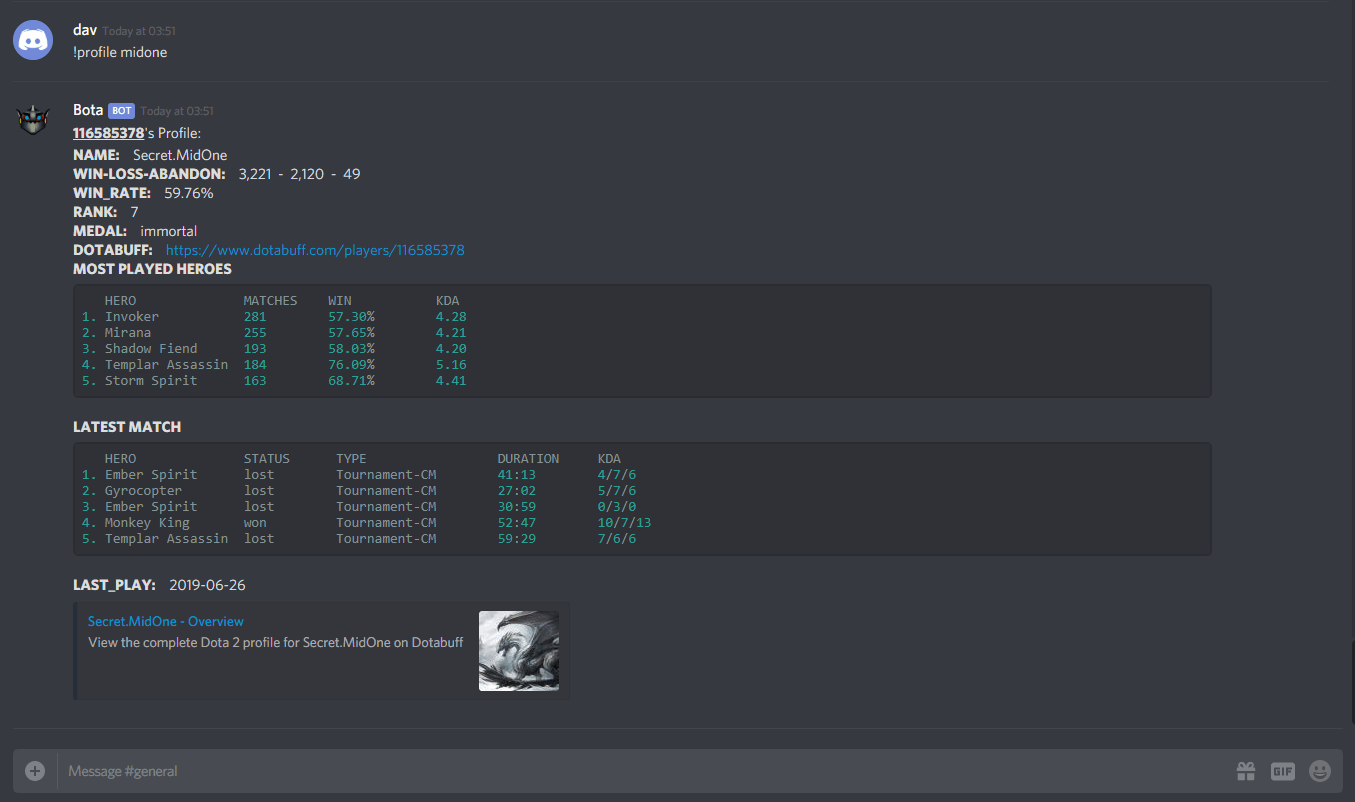 dav Today at 03:51
!profile midone
Bota BOT Today at 03:51
116585378's Profile:
NAME: Secret.MidOne
WIN-LOSS-ABANDON: 3,221 - 2,120 - 49
WIN_RATE: 59.76%
RANK: 7
MEDAL: immortal
DOTABUFF: https://www.dotabuff.com/players/116585378
MOST PLAYED HEROES
HERO MATCHES WIN KDA
1. Invoker 281 57.30% 4.28
2. Mirana 255 57.65% 4.21
3. Shadow Fiend 193 58.03% 4.20
4. Templar Assassin 184 76.09% 5.16
5. Storm Spirit 163 68.71% 4.41
LATEST MATCH
HERO STATUS TYPE DURATION KDA
1. Ember Spirit lost Tournament-CM 41:13 4/7/6
2. Gyrocopter lost Tournament-CM 27:02 5/7/6
3. Ember Spirit lost Tournament-CM 30:59 0/3/0
4. Monkey King won Tournament-CM 52:47 10/7/13
5. Templar Assassin lost Tournament-CM 59:29 7/6/6
LAST_PLAY: 2019-06-26
Secret.MidOne - Overview
View the complete Dota 2 profile for Secret.MidOne on Dotabuff
Message #general
GIF